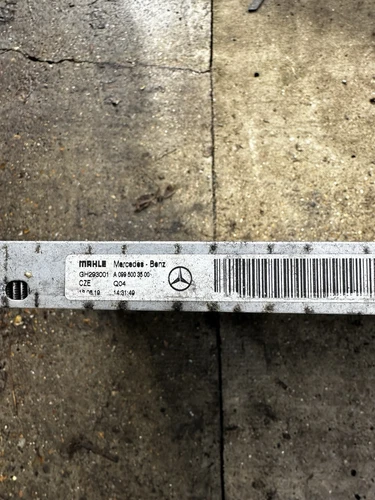 MAHLE Mercedes-Benz
GH293001 A 099 500 35 00
CZE Q04
14:31:49